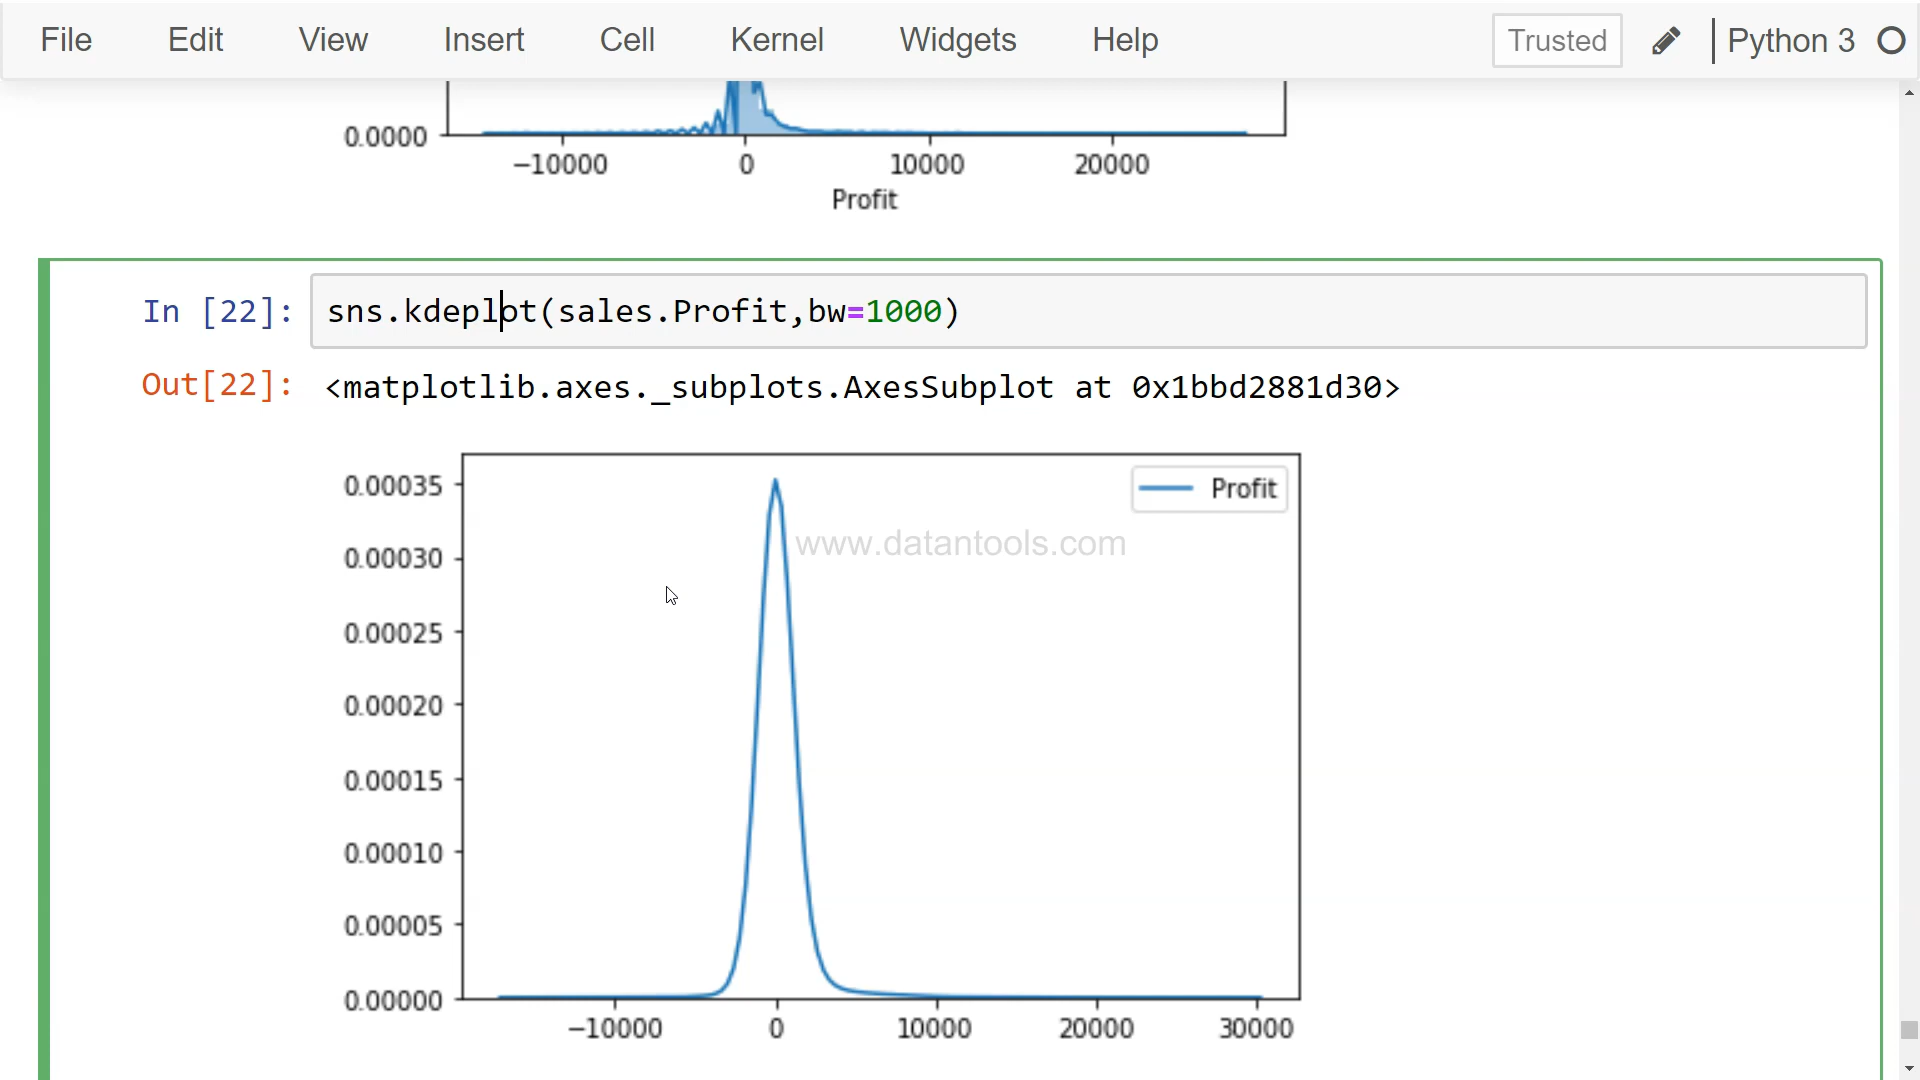 File Edit View Insert Cell Kernel Widgets Help Trusted Python 3
0.0000
−10000 0 10000 20000
Profit
In [22]: sns.kdeplot(sales.Profit,bw=1000)
Out[22]: <matplotlib.axes._subplots.AxesSubplot at 0x1bbd2881d30>
0.00035
Profit
www.datantools.com
0.00030
0.00025
0.00020
0.00015
0.00010
0.00005
0.00000
−10000 0 10000 20000 30000